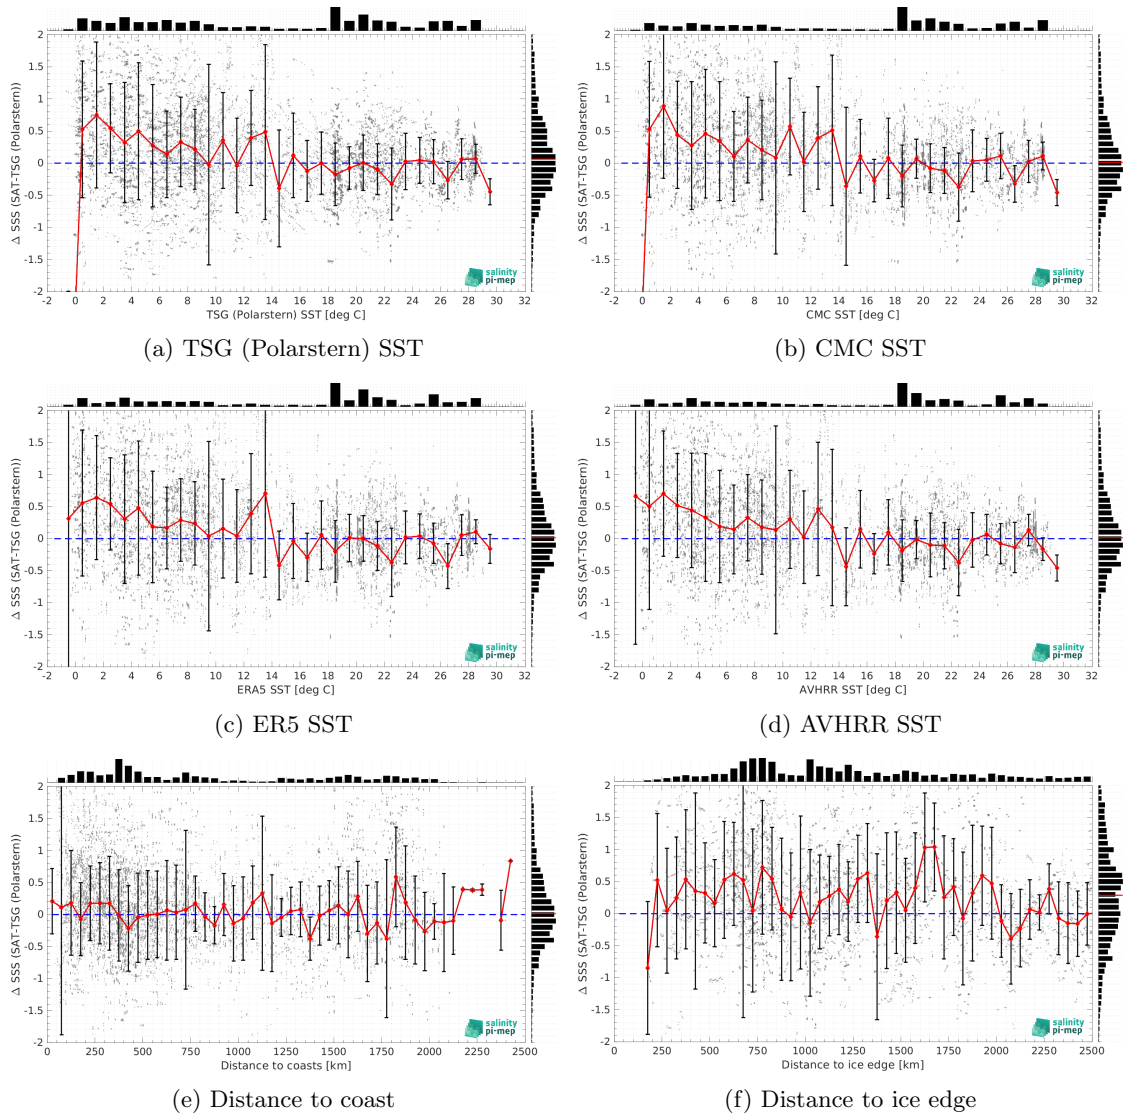 2
1.5
1
0.5
0
-0.5
-1
-1.5
-2
Δ SSS (SAT-TSG (Polarstern))
-2 0 2 4 6 8 10 12 14 16 18 20 22 24 26 28 30 32
TSG (Polarstern) SST [deg C]
salinity
pi-mep
(a) TSG (Polarstern) SST
2
1.5
1
0.5
0
-0.5
-1
-1.5
-2
Δ SSS (SAT-TSG (Polarstern))
-2 0 2 4 6 8 10 12 14 16 18 20 22 24 26 28 30 32
CMC SST [deg C]
salinity
pi-mep
(b) CMC SST
2
1.5
1
0.5
0
-0.5
-1
-1.5
-2
Δ SSS (SAT-TSG (Polarstern))
-2 0 2 4 6 8 10 12 14 16 18 20 22 24 26 28 30 32
ERA5 SST [deg C]
salinity
pi-mep
(c) ER5 SST
2
1.5
1
0.5
0
-0.5
-1
-1.5
-2
Δ SSS (SAT-TSG (Polarstern))
-2 0 2 4 6 8 10 12 14 16 18 20 22 24 26 28 30 32
AVHRR SST [deg C]
salinity
pi-mep
(d) AVHRR SST
2
1.5
1
0.5
0
-0.5
-1
-1.5
-2
Δ SSS (SAT-TSG (Polarstern))
0 250 500 750 1000 1250 1500 1750 2000 2250 2500
Distance to coasts [km]
salinity
pi-mep
(e) Distance to coast
2
1.5
1
0.5
0
-0.5
-1
-1.5
-2
Δ SSS (SAT-TSG (Polarstern))
0 250 500 750 1000 1250 1500 1750 2000 2250 2500
Distance to ice edge [km]
salinity
pi-mep
(f) Distance to ice edge